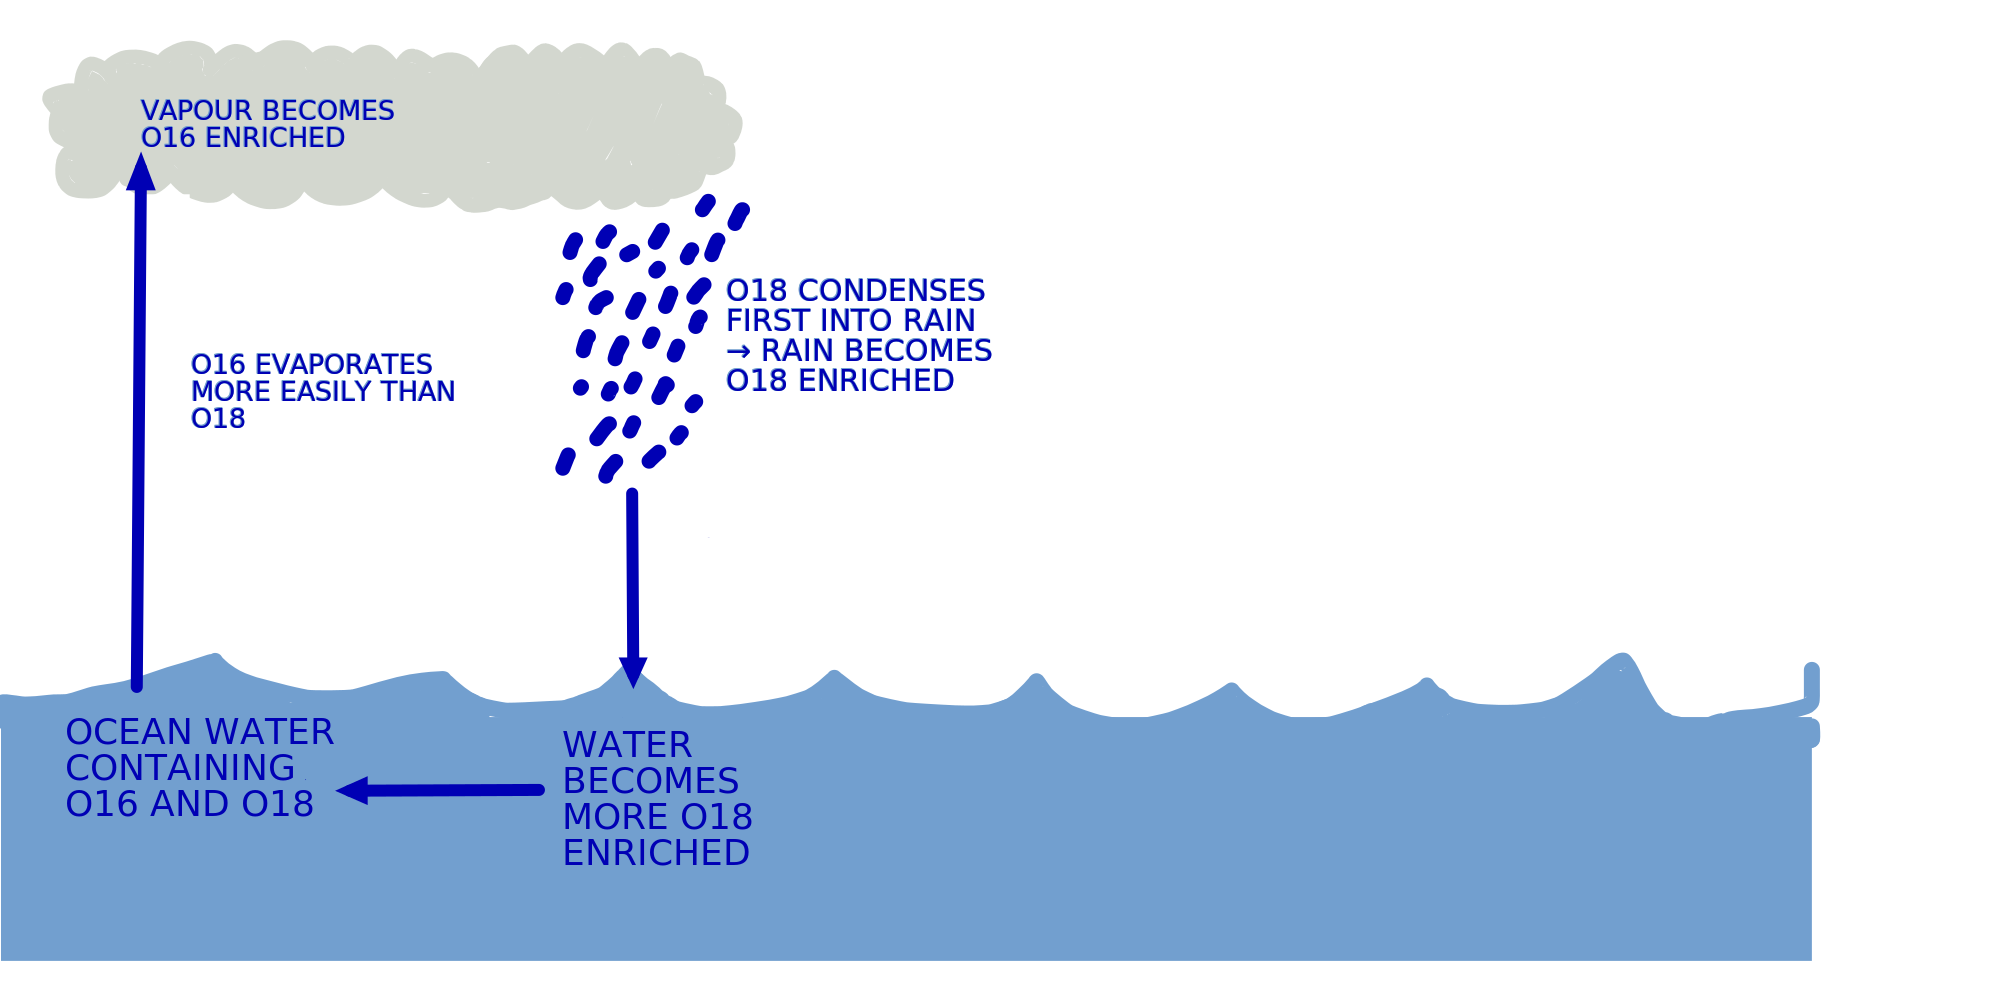 VAPOUR BECOMES
O16 ENRICHED
O18 CONDENSES
FIRST INTO RAIN
→ RAIN BECOMES
O18 ENRICHED
O16 EVAPORATES
MORE EASILY THAN
O18
OCEAN WATER
CONTAINING
O16 AND O18
WATER
BECOMES
MORE O18
ENRICHED